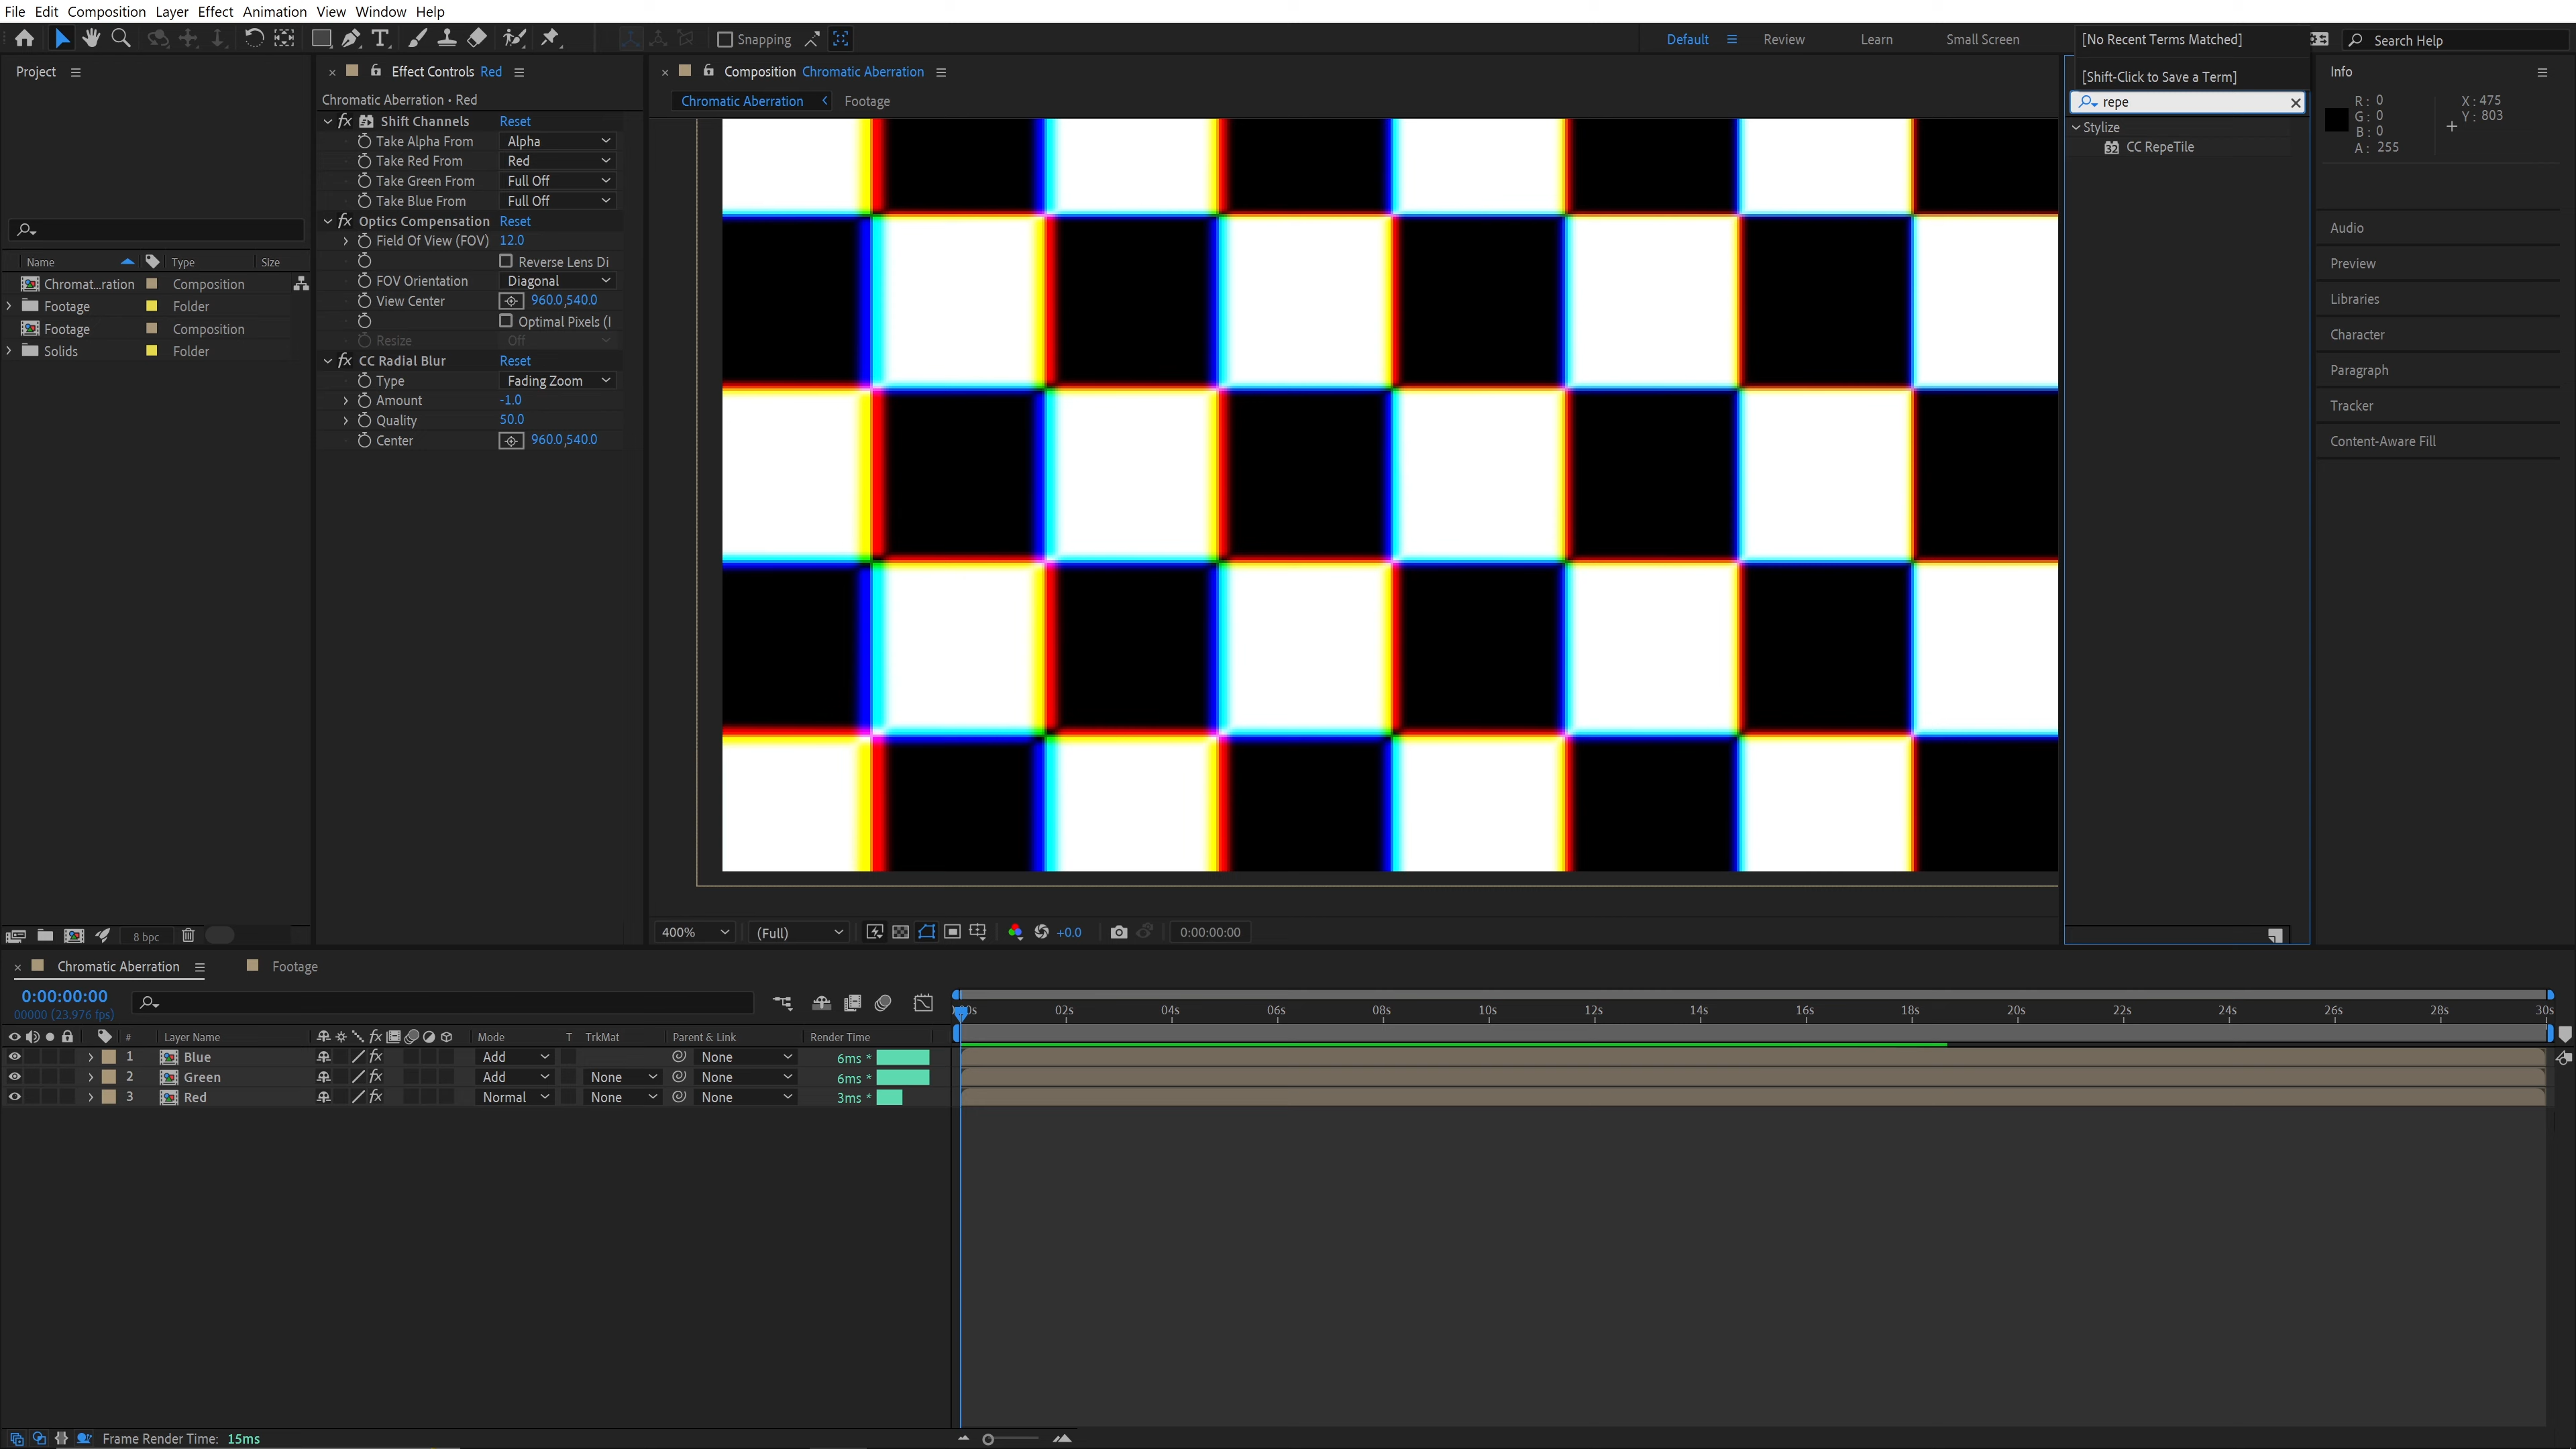 File Edit Composition Layer Effect Animation View Window Help
Snapping
Default Review Learn Small Screen
[No Recent Terms Matched]
Search Help
[Shift-Click to Save a Term]
repe
Stylize
CC RepeTile
Project
Name Type Size
Chromat...ration Composition
Footage Folder
Footage Composition
Solids Folder
8 bpc
Effect Controls Red
Chromatic Aberration • Red
fx Shift Channels Reset
Take Alpha From Alpha
Take Red From Red
Take Green From Full Off
Take Blue From Full Off
fx Optics Compensation Reset
Field Of View (FOV) 12.0
Reverse Lens Di
FOV Orientation Diagonal
View Center 960.0,540.0
Optimal Pixels (I
Resize Off
fx CC Radial Blur Reset
Type Fading Zoom
Amount -1.0
Quality 50.0
Center 960.0,540.0
Composition Chromatic Aberration
Chromatic Aberration Footage
400% (Full) +0.0 0:00:00:00
Info
R: 0 X: 475
G: 0 Y: 803
B: 0
A: 255
Audio
Preview
Libraries
Character
Paragraph
Tracker
Content-Aware Fill
Chromatic Aberration Footage
0:00:00:00
00000 (23.976 fps)
02s 04s 06s 08s 10s 12s 14s 16s 18s 20s 22s 24s 26s 28s 30s
# Layer Name fx Mode T TrkMat Parent & Link Render Time
1 Blue fx Add None 6ms *
2 Green fx Add None None 6ms *
3 Red fx Normal None None 3ms *
Frame Render Time: 15ms